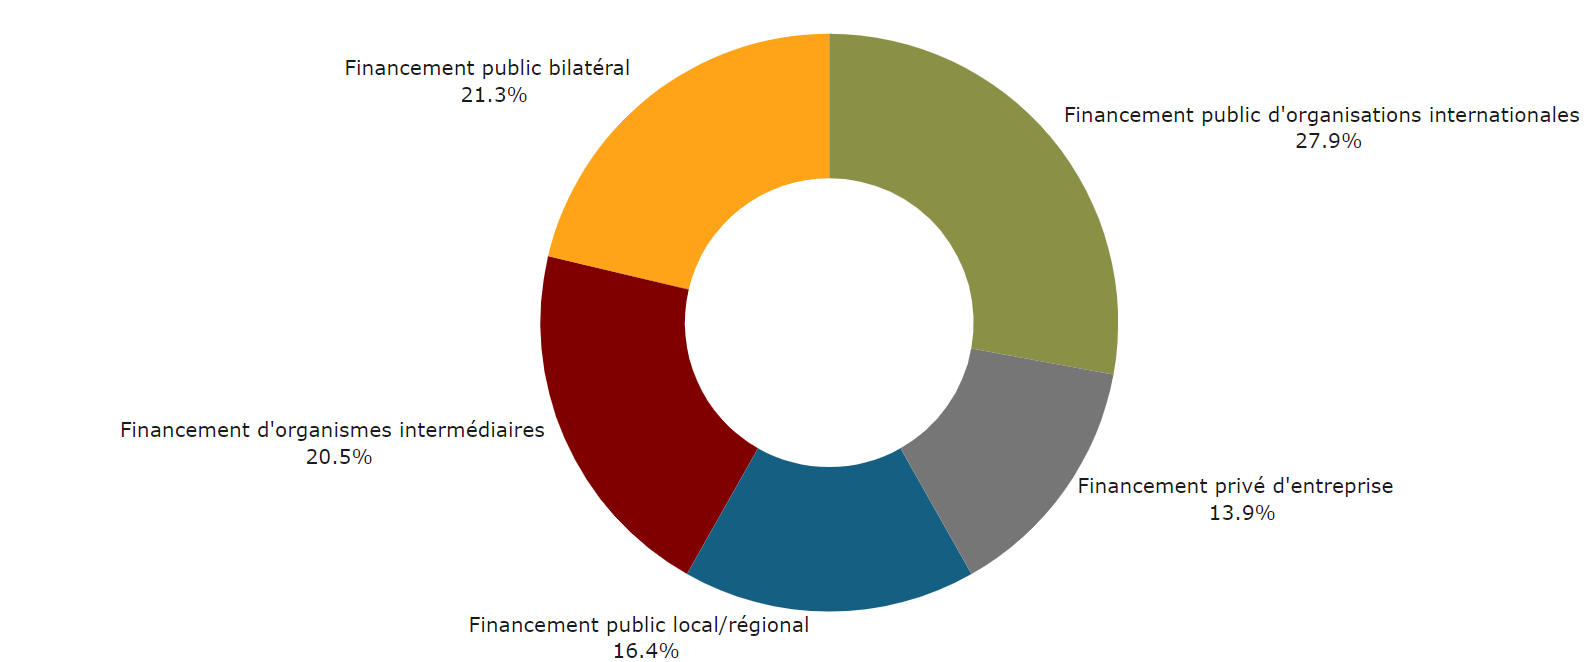 Financement public bilatéral
21.3%
Financement public d'organisations internationales
27.9%
Financement d'organismes intermédiaires
20.5%
Financement privé d'entreprise
13.9%
Financement public local/régional
16.4%